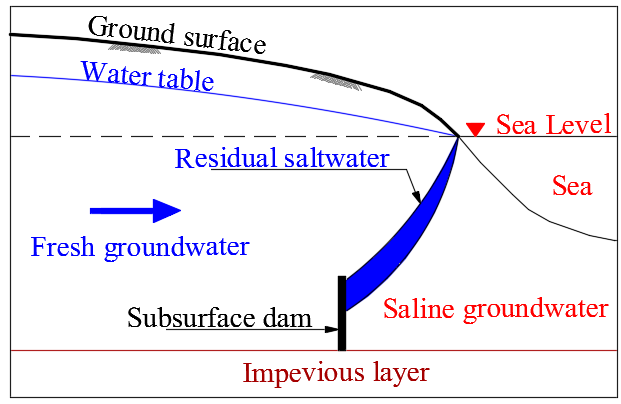 Ground surface
Water table
Sea Level
Residual saltwater
Sea
Fresh groundwater
Subsurface dam
Saline groundwater
Impevious layer